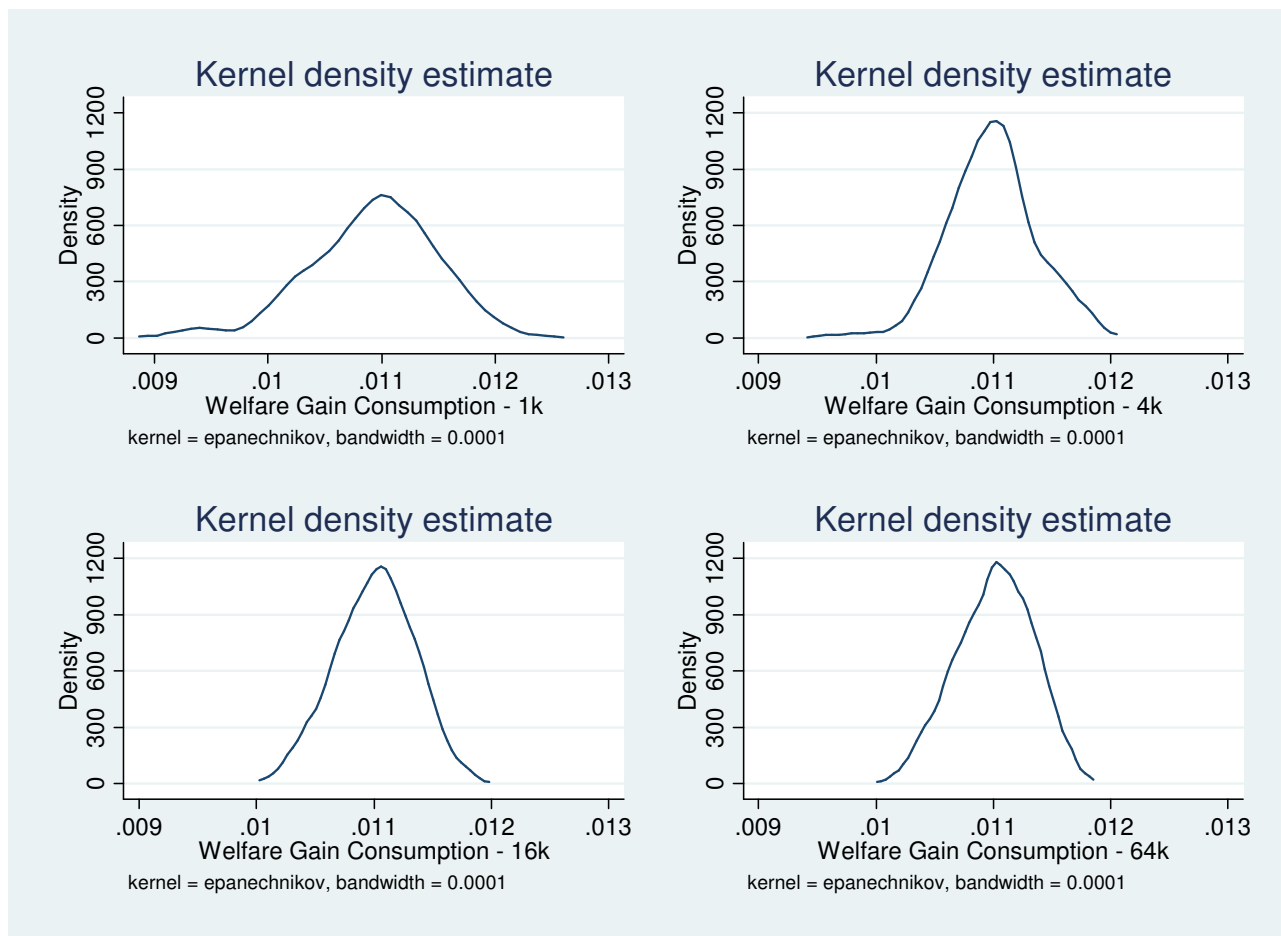 Kernel density estimate
1200
900
600
300
0
Density
.009 .01 .011 .012 .013
Welfare Gain Consumption - 1k
kernel = epanechnikov, bandwidth = 0.0001
Kernel density estimate
1200
900
600
300
0
Density
.009 .01 .011 .012 .013
Welfare Gain Consumption - 4k
kernel = epanechnikov, bandwidth = 0.0001
Kernel density estimate
1200
900
600
300
0
Density
.009 .01 .011 .012 .013
Welfare Gain Consumption - 16k
kernel = epanechnikov, bandwidth = 0.0001
Kernel density estimate
1200
900
600
300
0
Density
.009 .01 .011 .012 .013
Welfare Gain Consumption - 64k
kernel = epanechnikov, bandwidth = 0.0001